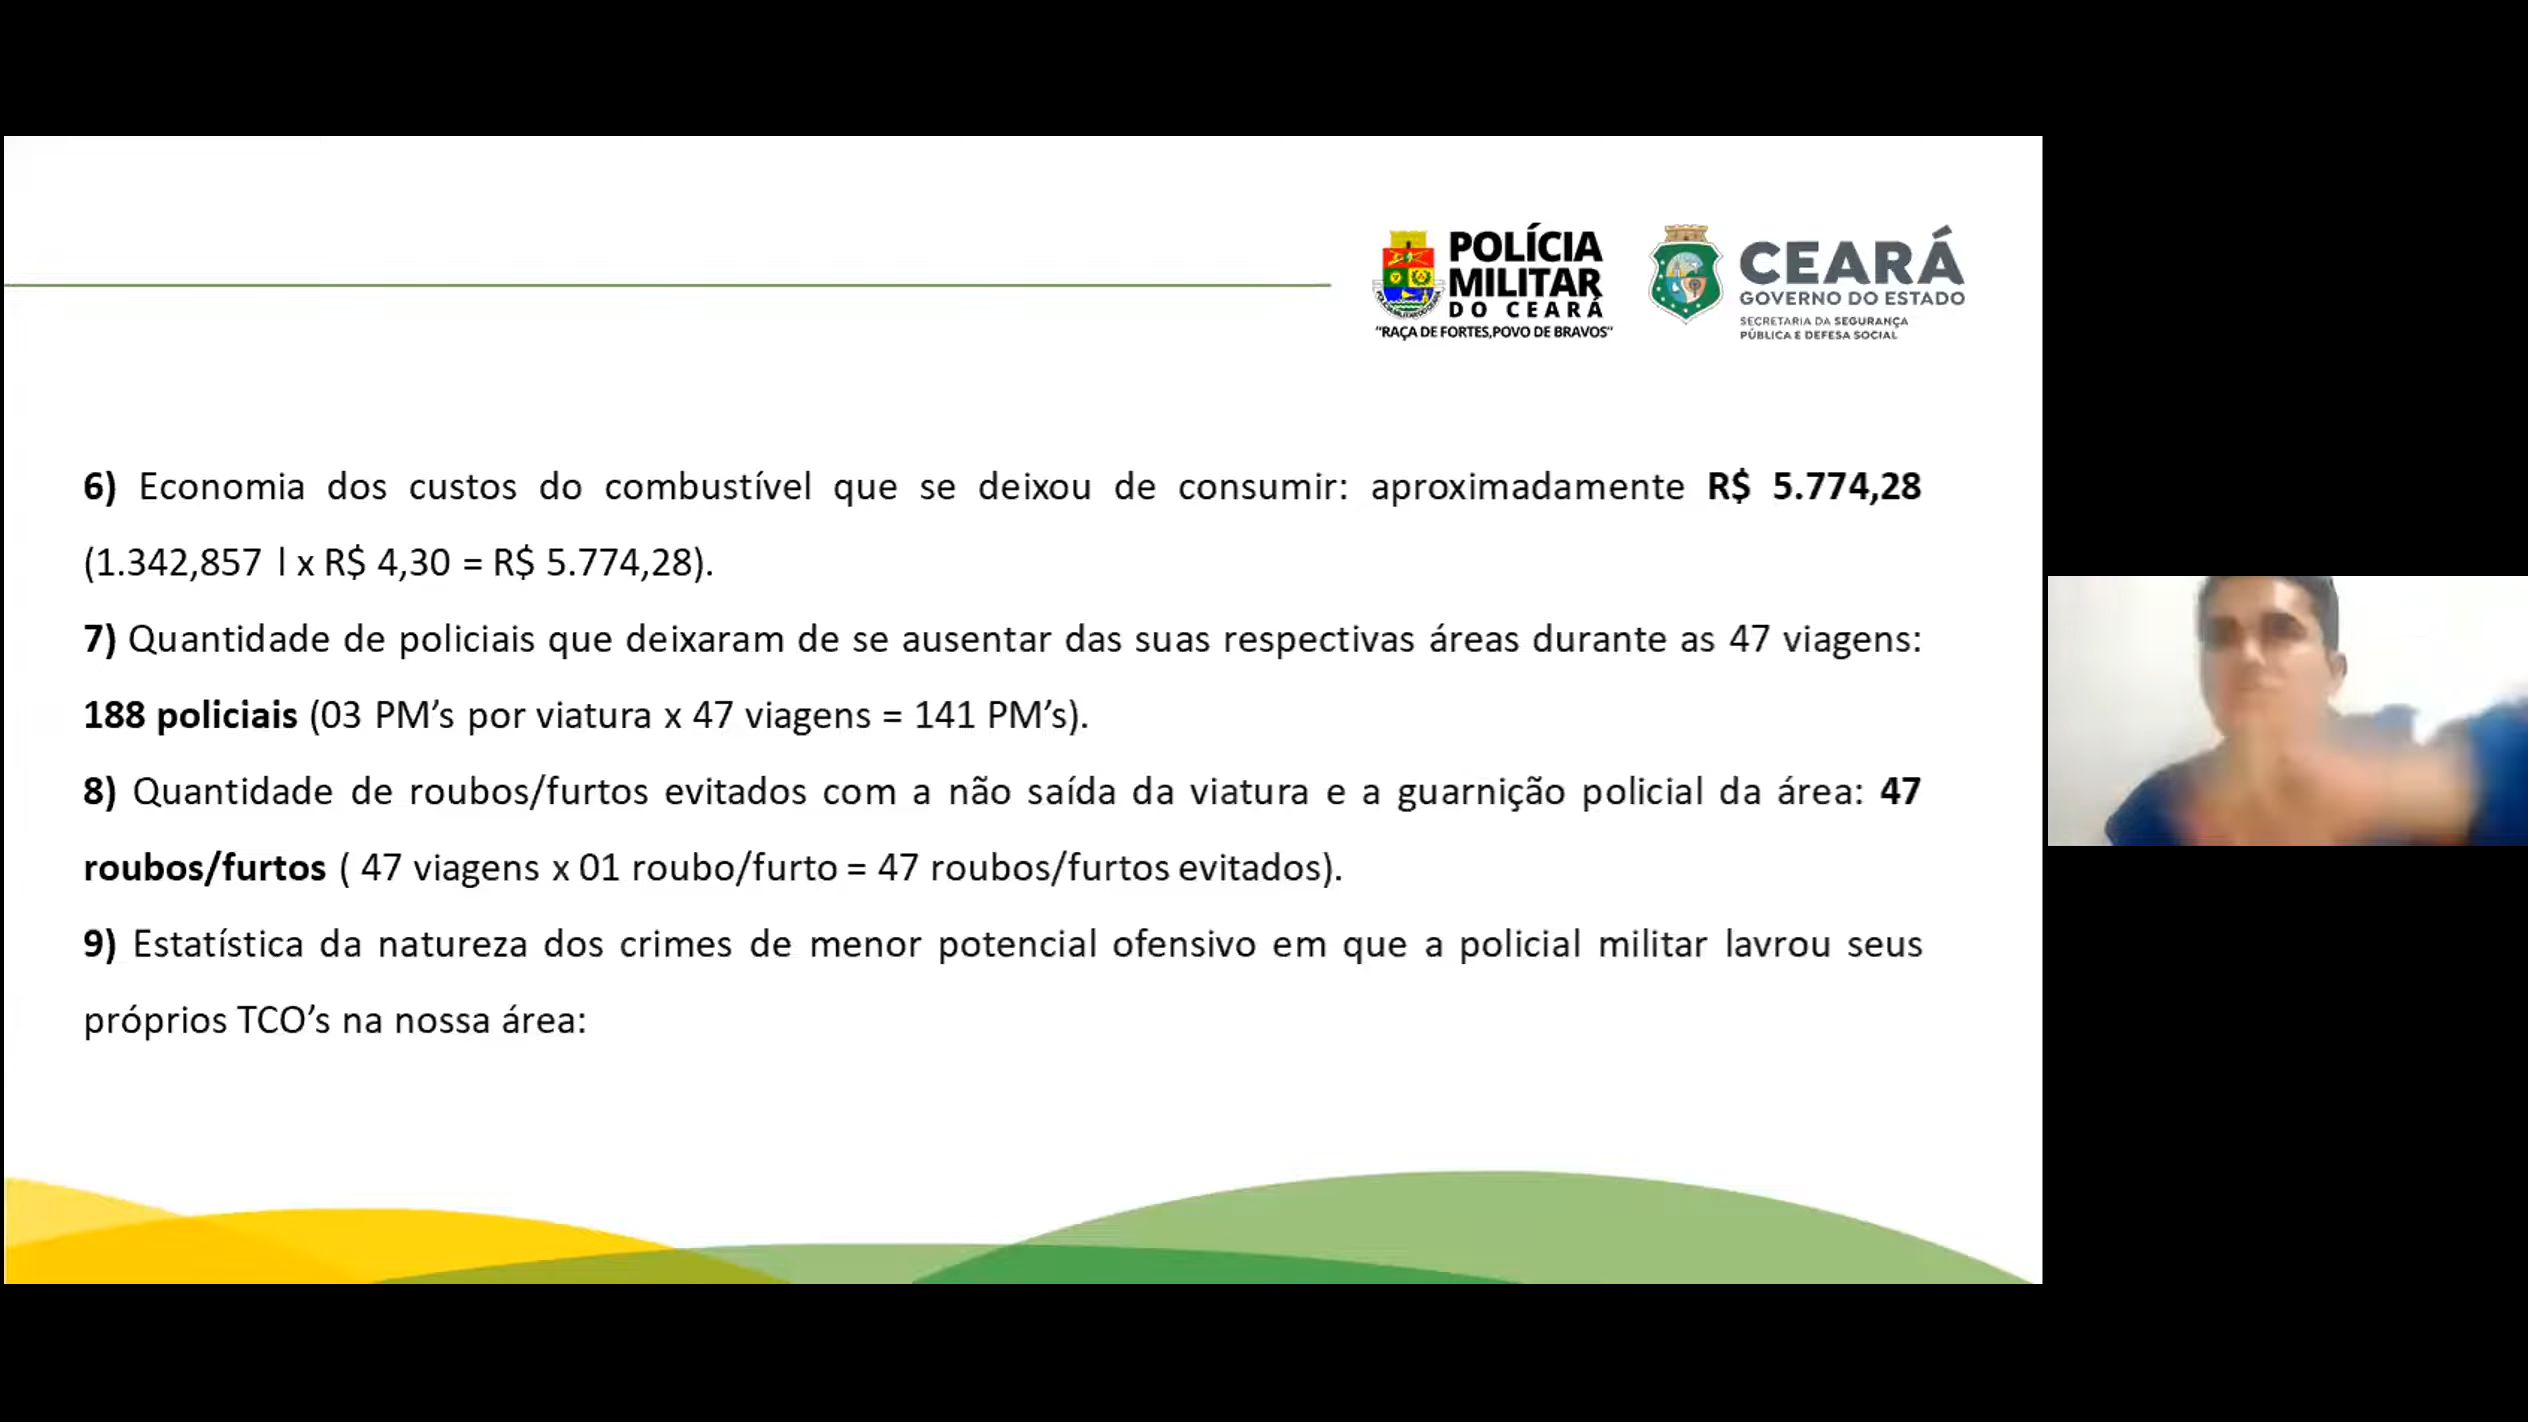 POLÍCIA
MILITAR
DO CEARÁ
"RAÇA DE FORTES,POVO DE BRAVOS"
CEARÁ
GOVERNO DO ESTADO
SECRETARIA DA SEGURANÇA
PÚBLICA E DEFESA SOCIAL
6) Economia dos custos do combustível que se deixou de consumir: aproximadamente R$ 5.774,28
(1.342,857 l x R$ 4,30 = R$ 5.774,28).
7) Quantidade de policiais que deixaram de se ausentar das suas respectivas áreas durante as 47 viagens:
188 policiais (03 PM’s por viatura x 47 viagens = 141 PM’s).
8) Quantidade de roubos/furtos evitados com a não saída da viatura e a guarnição policial da área: 47
roubos/furtos ( 47 viagens x 01 roubo/furto = 47 roubos/furtos evitados).
9) Estatística da natureza dos crimes de menor potencial ofensivo em que a policial militar lavrou seus
próprios TCO’s na nossa área: